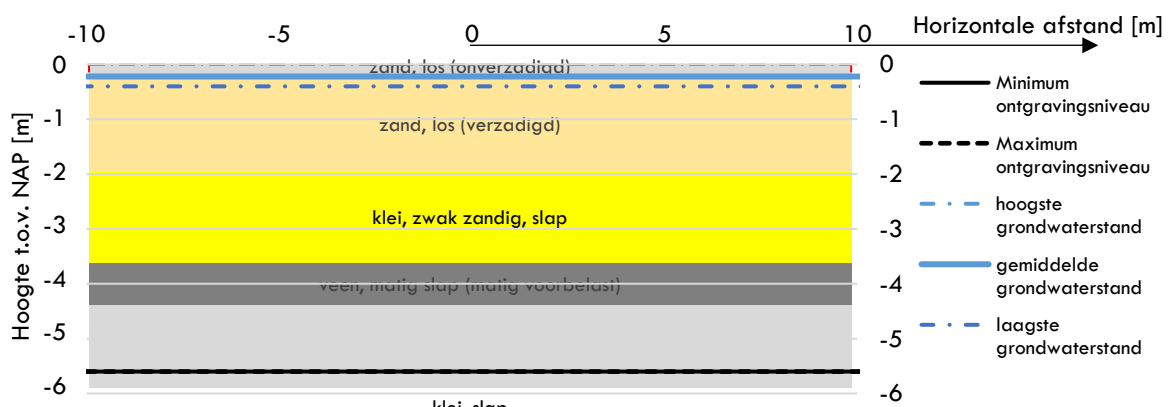 Horizontale afstand [m]
-10 -5 0 5 10
Hoogte t.o.v. NAP [m]
0 0
zand, los (onverzadigd)
-1 -1
zand, los (verzadigd)
-2 -2
klei, zwak zandig, slap
-3 -3
-4 -4
veen, matig slap (matig voorbelast)
-5 -5
-6 -6
klei, slap
Minimum
ontgravingsniveau
Maximum
ontgravingsniveau
hoogste
grondwaterstand
gemiddelde
grondwaterstand
laagste
grondwaterstand